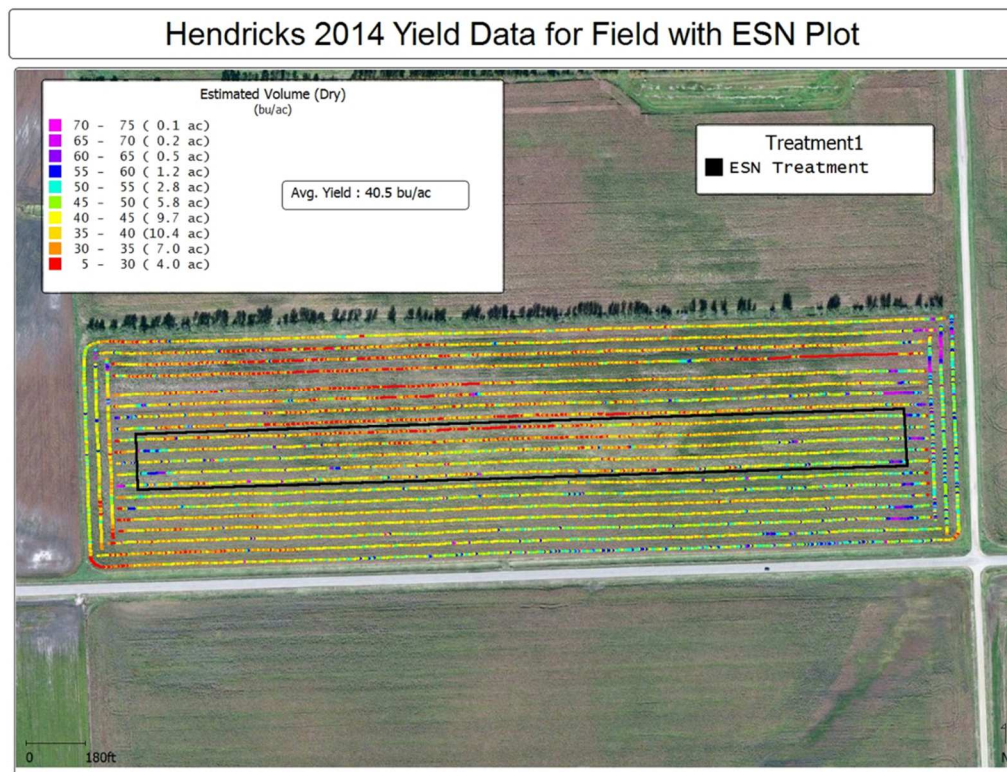 Hendricks 2014 Yield Data for Field with ESN Plot
Estimated Volume (Dry)
(bu/ac)
70 - 75 ( 0.1 ac)
65 - 70 ( 0.2 ac)
60 - 65 ( 0.5 ac)
55 - 60 ( 1.2 ac)
50 - 55 ( 2.8 ac)
45 - 50 ( 5.8 ac)
40 - 45 ( 9.7 ac)
35 - 40 (10.4 ac)
30 - 35 ( 7.0 ac)
5 - 30 ( 4.0 ac)
Avg. Yield : 40.5 bu/ac
Treatment1
ESN Treatment
0 180ft